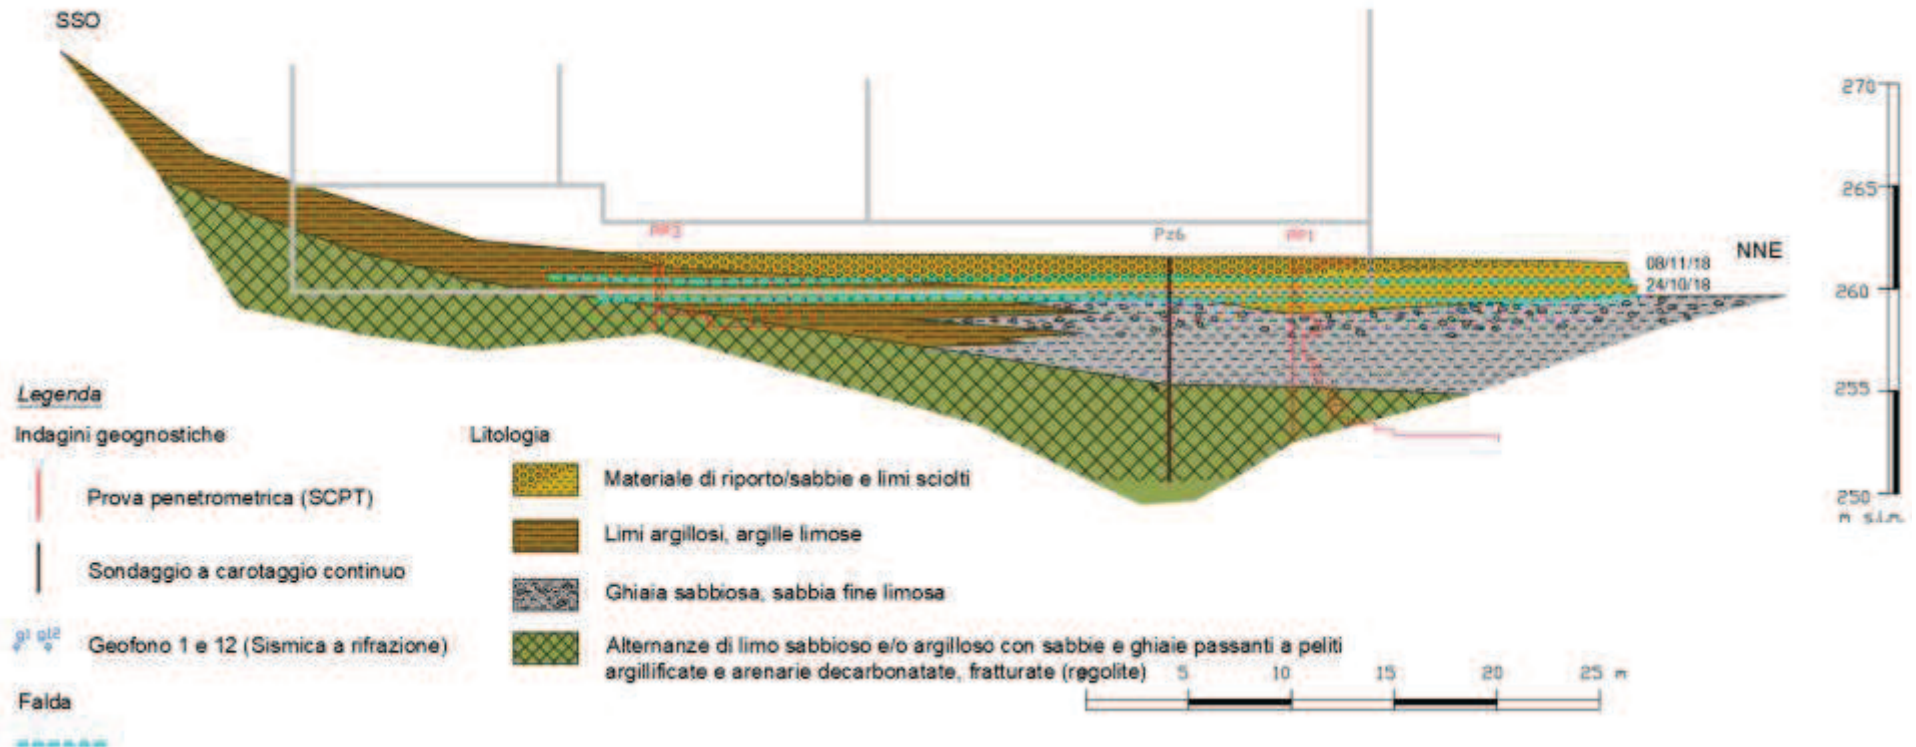 SSO
270
265
PP2
Pz6
PP1
NNE
08/11/18
24/10/18
260
255
250
m s.l.m.
Legenda
Indagini geognostiche
Litologia
Prova penetrometrica (SCPT)
Sondaggio a carotaggio continuo
g1 g12
Geofono 1 e 12 (Sismica a rifrazione)
Falda
Materiale di riporto/sabbie e limi sciolti
Limi argillosi, argille limose
Ghiaia sabbiosa, sabbia fine limosa
Alternanze di limo sabbioso e/o argilloso con sabbie e ghiaie passanti a peliti
argillificate e arenarie decarbonatate, fratturate (regolite)
5 10 15 20 25 m